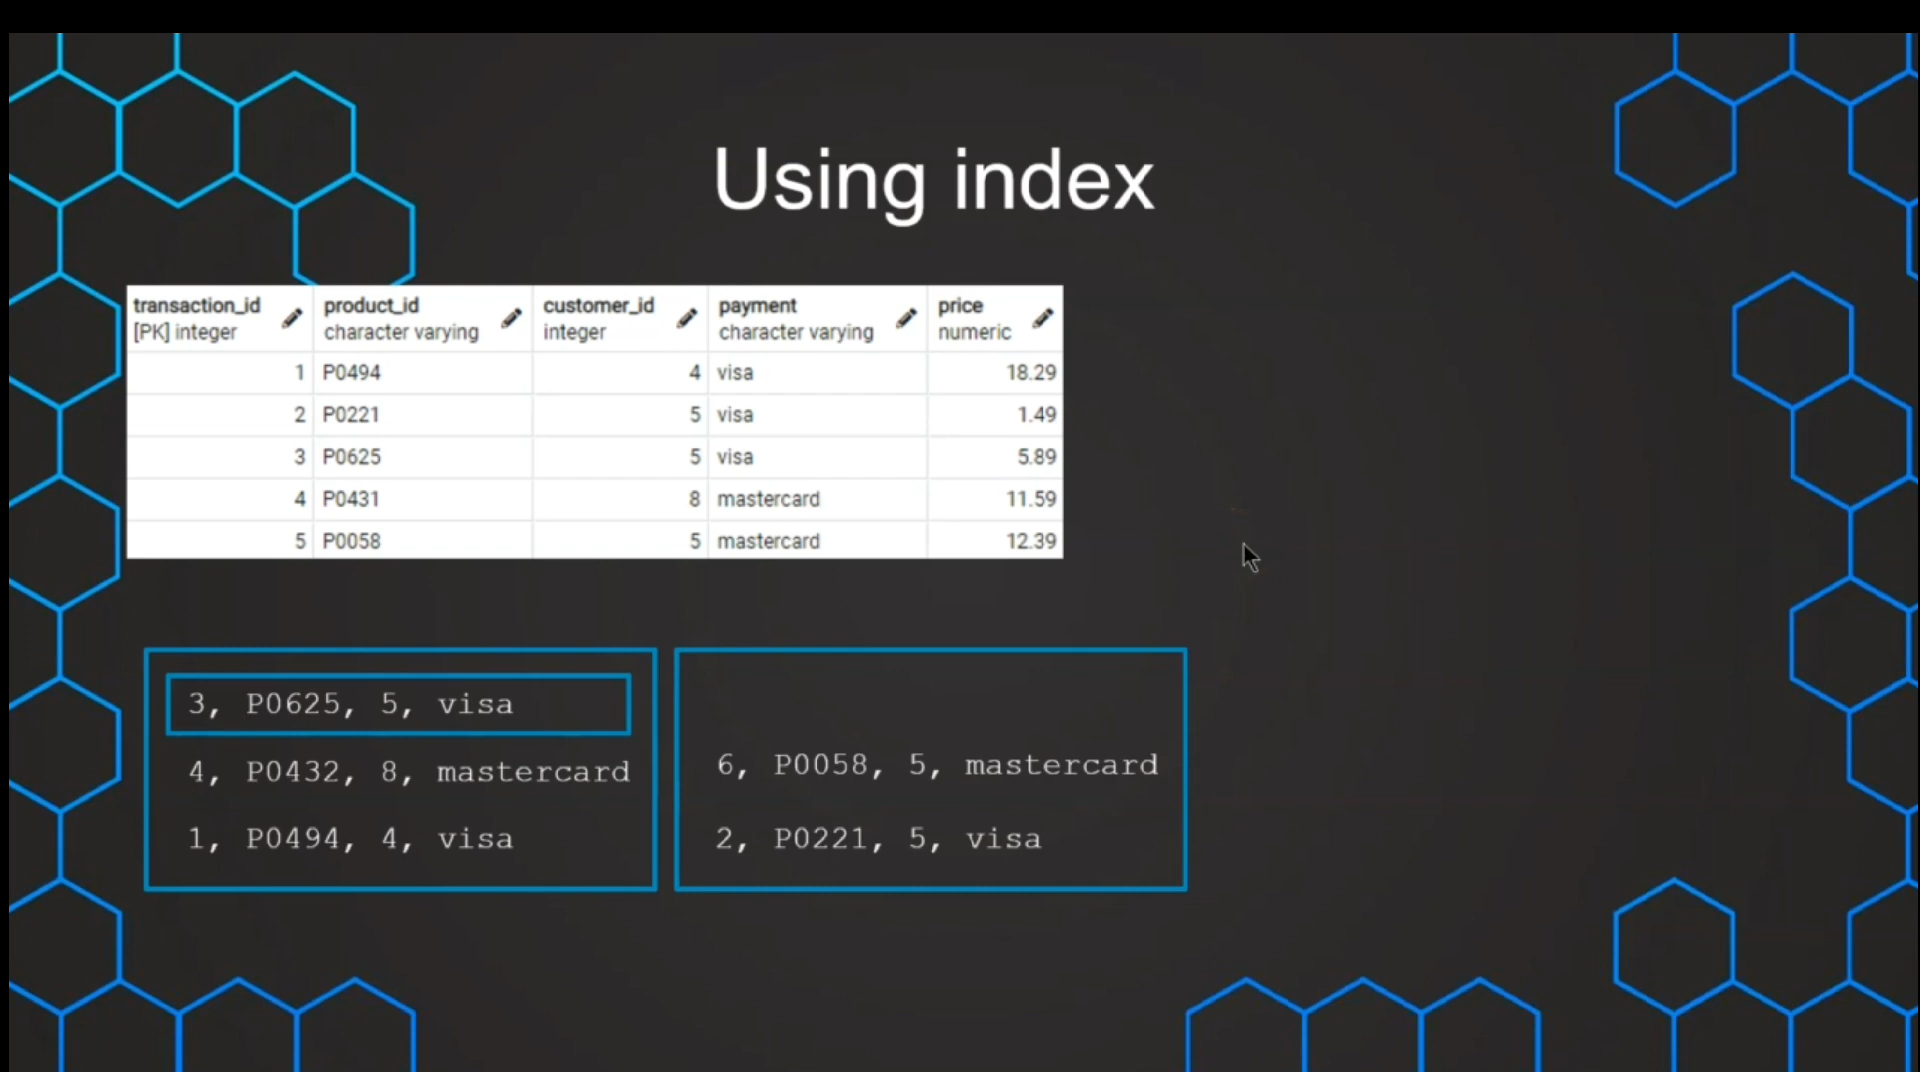 Using index
transaction_id product_id customer_id payment price
[PK] integer character varying integer character varying numeric
1 P0494 4 visa 18.29
2 P0221 5 visa 1.49
3 P0625 5 visa 5.89
4 P0431 8 mastercard 11.59
5 P0058 5 mastercard 12.39
3, P0625, 5, visa
4, P0432, 8, mastercard
1, P0494, 4, visa
6, P0058, 5, mastercard
2, P0221, 5, visa